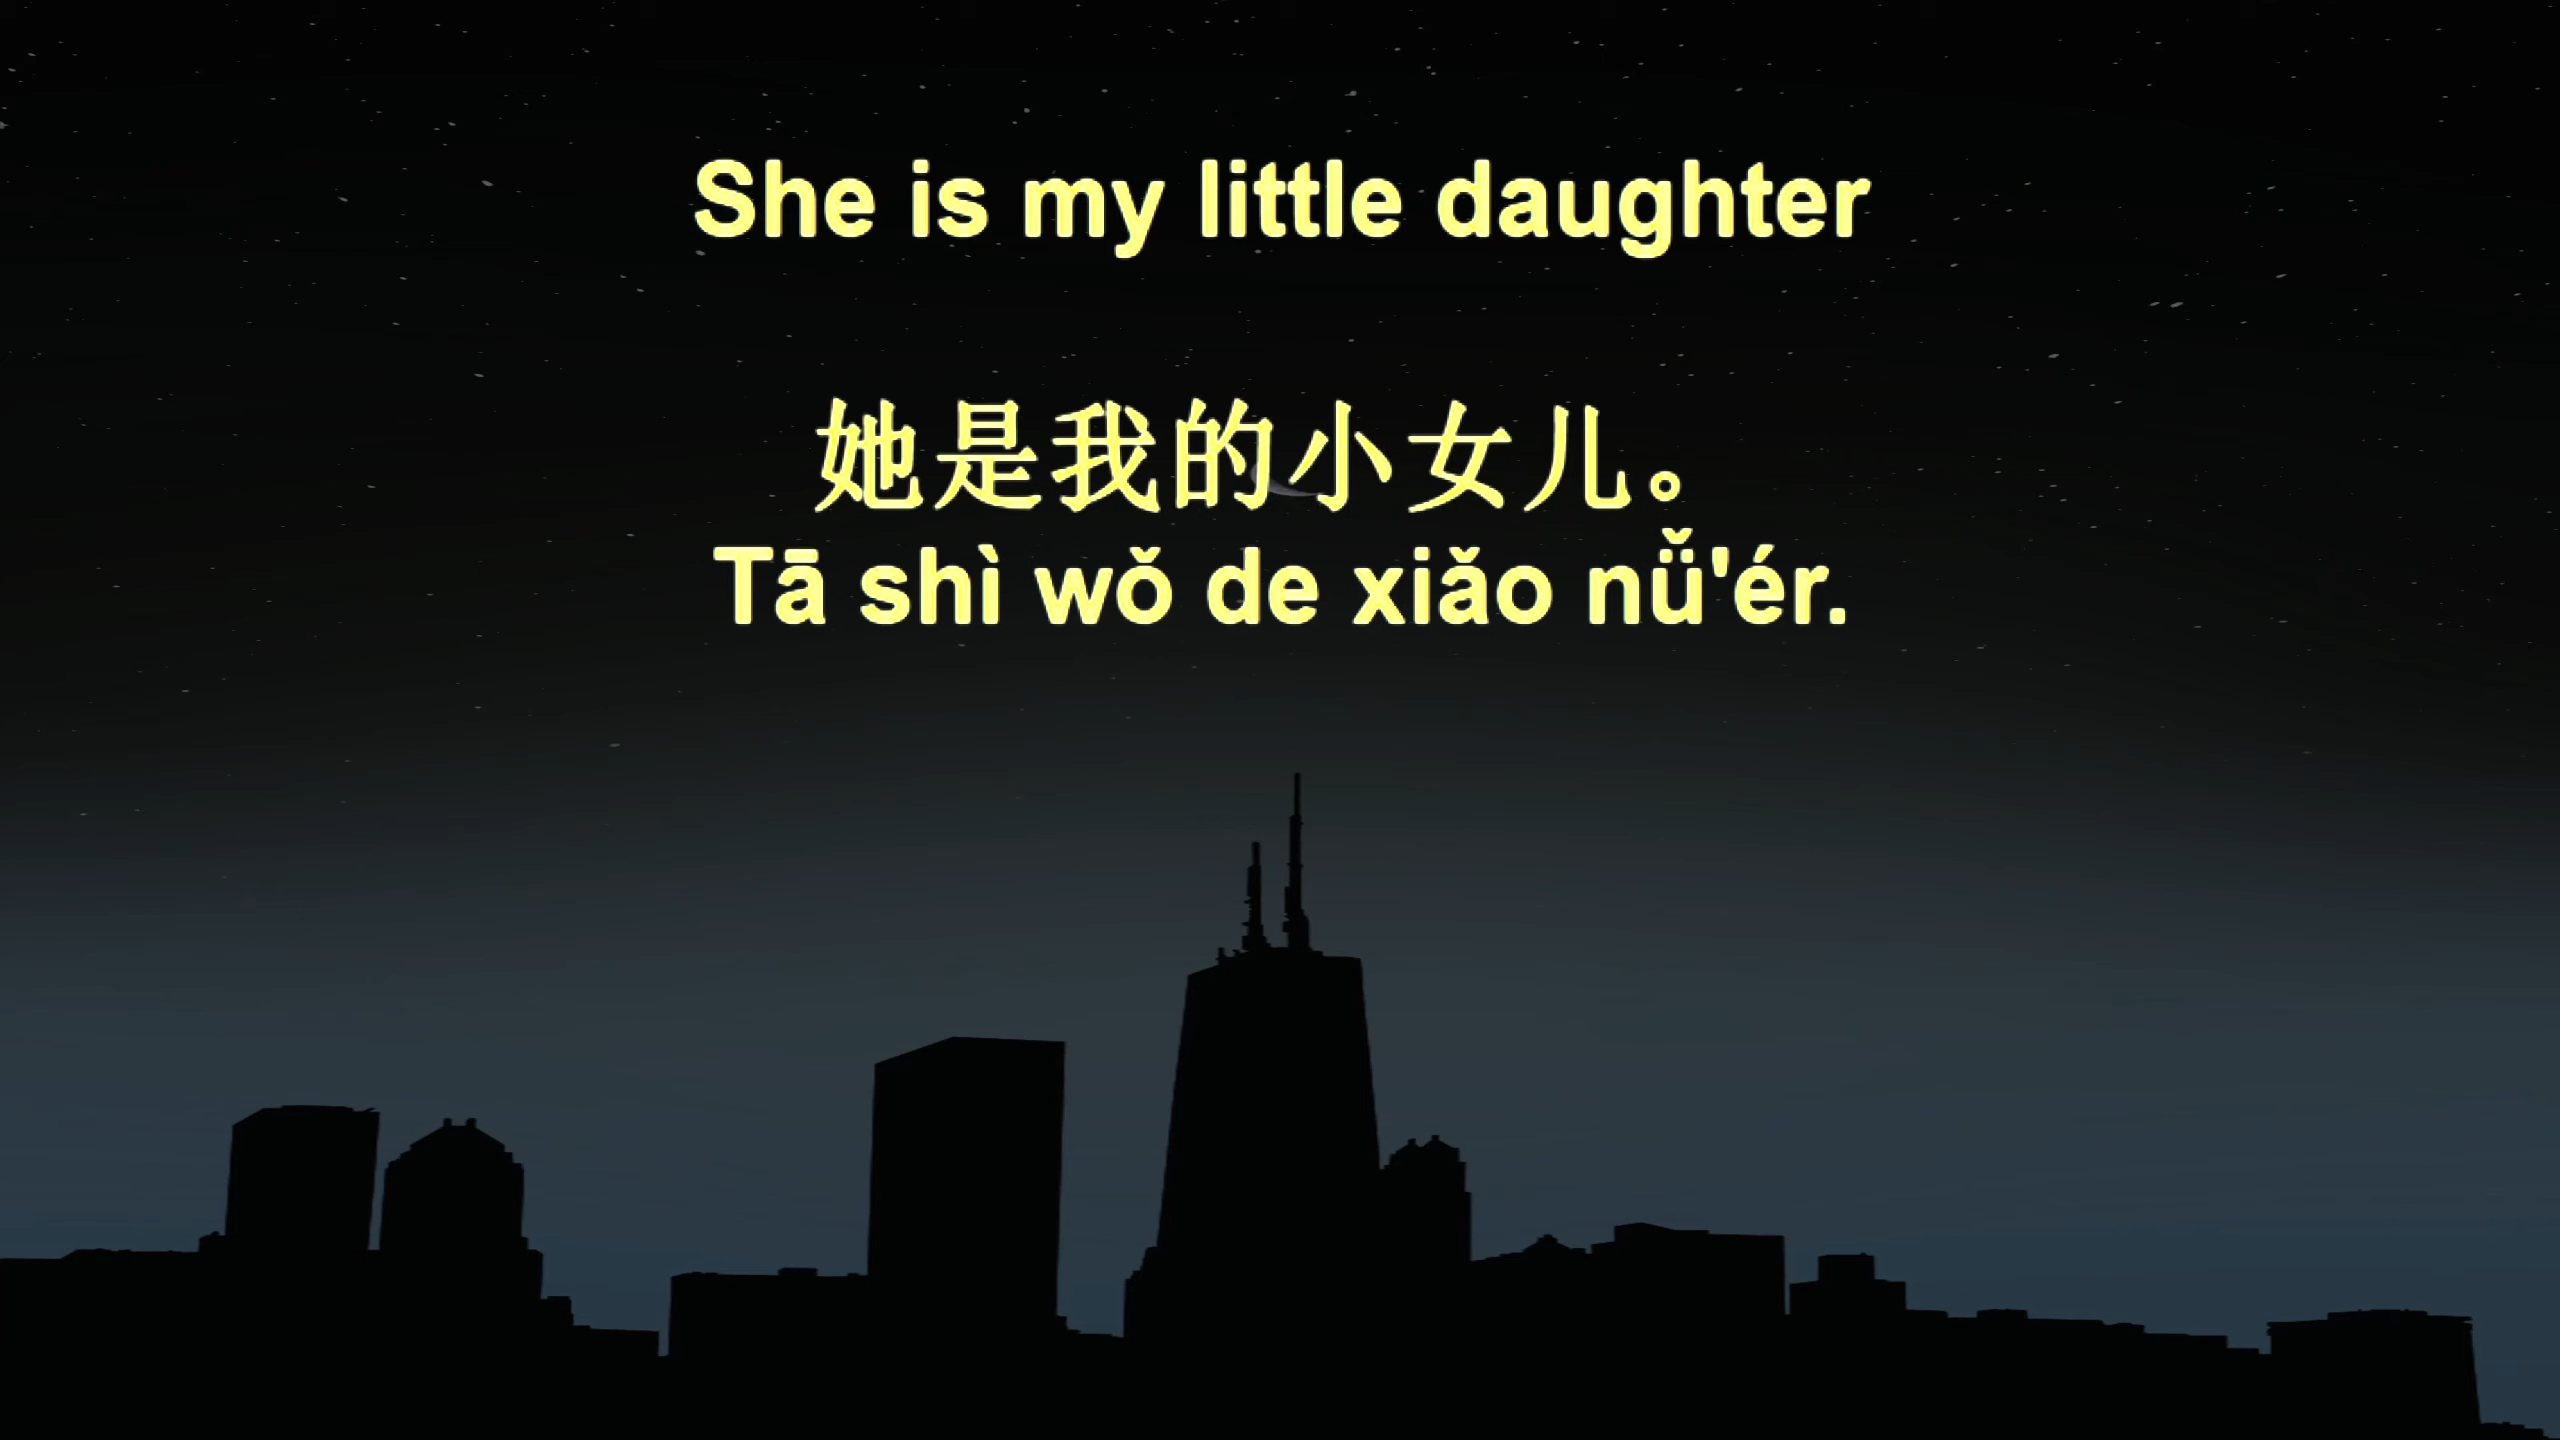 She is my little daughter
她是我的小女儿。
Tā shì wǒ de xiǎo nǚ'ér.